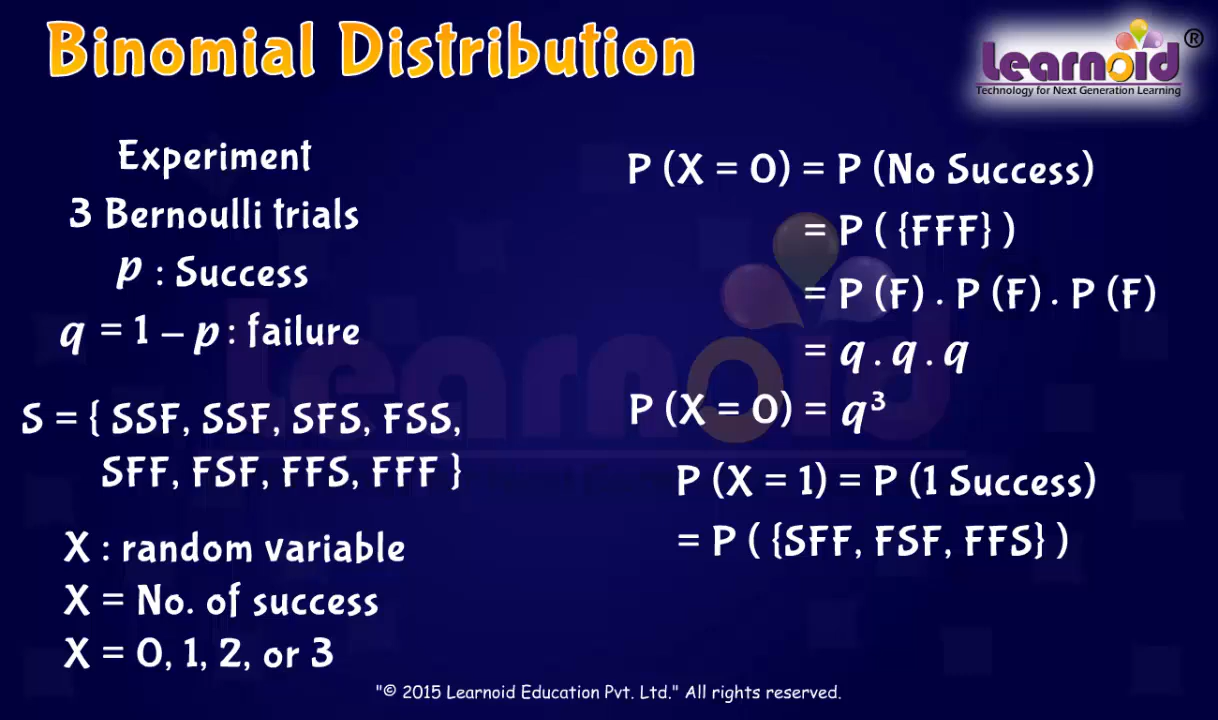 Binomial Distribution
Learnoid®
Technology for Next Generation Learning
Experiment
3 Bernoulli trials
p : Success
q = 1 – p : failure
S = { SSF, SSF, SFS, FSS,
SFF, FSF, FFS, FFF }
X : random variable
X = No. of success
X = 0, 1, 2, or 3
P (X = 0) = P (No Success)
= P ( {FFF} )
= P (F) . P (F) . P (F)
= q . q . q
P (X = 0) = q³
P (X = 1) = P (1 Success)
= P ( {SFF, FSF, FFS} )
Learnoid
"© 2015 Learnoid Education Pvt. Ltd." All rights reserved.